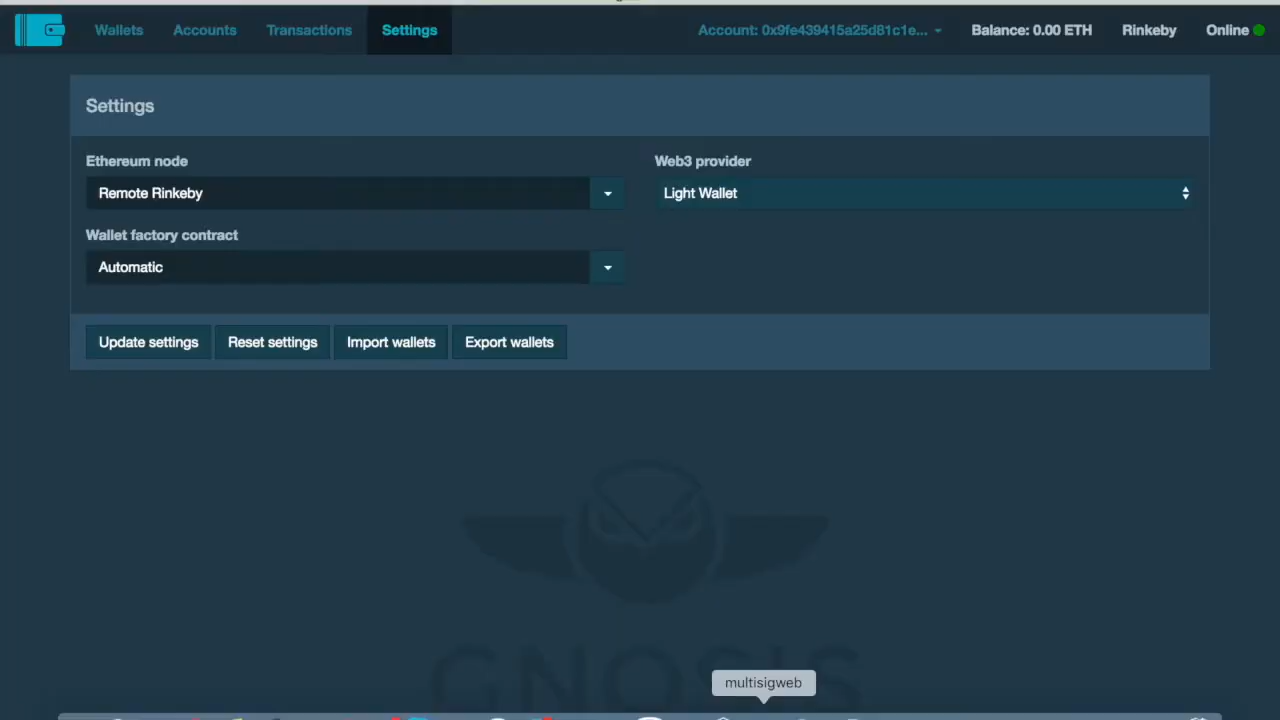 Wallets Accounts Transactions Settings Account: 0x9fe439415a25d81c1e... Balance: 0.00 ETH Rinkeby Online
Settings
Ethereum node Web3 provider
Remote Rinkeby Light Wallet
Wallet factory contract
Automatic
Update settings Reset settings Import wallets Export wallets
GNOSIS
multisigweb